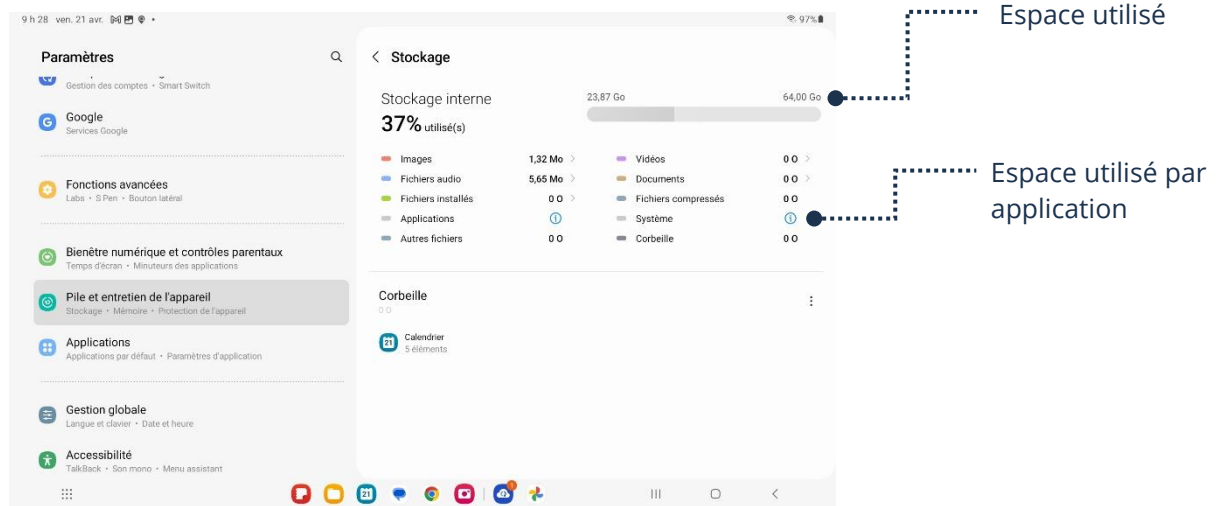 9 h 28 ven. 21 avr.
97%
Paramètres
Gestion des comptes • Smart Switch
Google
Services Google
Fonctions avancées
Labs • S Pen • Bouton latéral
Bienêtre numérique et contrôles parentaux
Temps d'écran • Minuteurs des applications
Pile et entretien de l'appareil
Stockage • Mémoire • Protection de l'appareil
Applications
Applications par défaut • Paramètres d'application
Gestion globale
Langue et clavier • Date et heure
Accessibilité
TalkBack • Son mono • Menu assistant
Stockage
Stockage interne
37% utilisé(s)
23,87 Go
64,00 Go
Images 1,32 Mo
Fichiers audio 5,65 Mo
Fichiers installés 0 O
Applications
Autres fichiers 0 O
Vidéos 0 O
Documents 0 O
Fichiers compressés 0 O
Système
Corbeille 0 O
Corbeille
0 O
21
Calendrier
5 éléments
21
1
Espace utilisé
Espace utilisé par
application